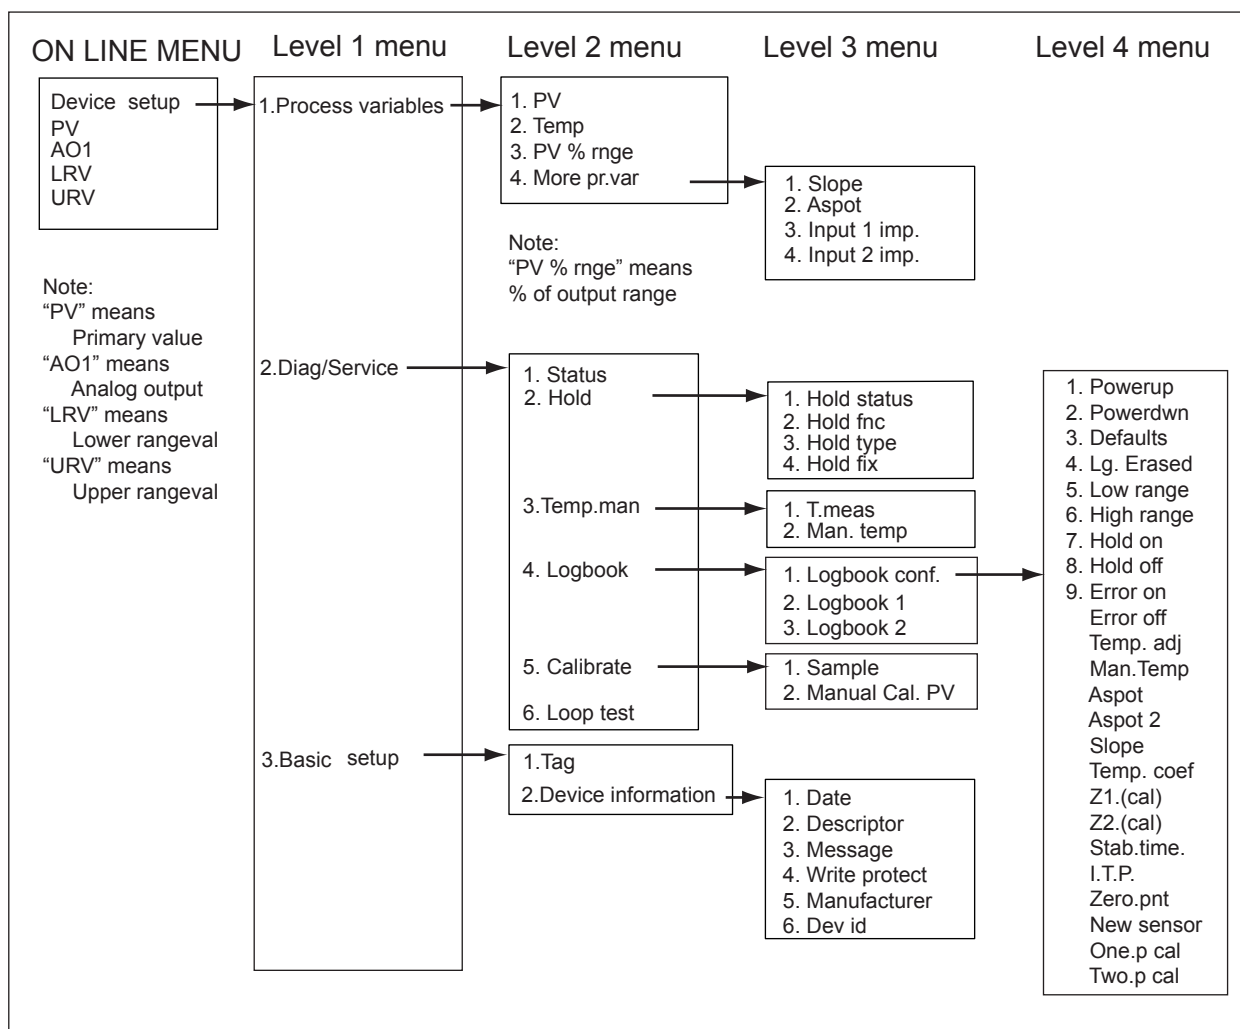 ON LINE MENU
Device setup
PV
AO1
LRV
URV
Note:
“PV” means
Primary value
“AO1” means
Analog output
“LRV” means
Lower rangeval
“URV” means
Upper rangeval
Level 1 menu
1.Process variables
2.Diag/Service
3.Basic setup
Level 2 menu
1. PV
2. Temp
3. PV % rnge
4. More pr.var
Note:
“PV % rnge” means
% of output range
1. Status
2. Hold
3.Temp.man
4. Logbook
5. Calibrate
6. Loop test
1.Tag
2.Device information
Level 3 menu
1. Slope
2. Aspot
3. Input 1 imp.
4. Input 2 imp.
1. Hold status
2. Hold fnc
3. Hold type
4. Hold fix
1. T.meas
2. Man. temp
1. Logbook conf.
2. Logbook 1
3. Logbook 2
1. Sample
2. Manual Cal. PV
1. Date
2. Descriptor
3. Message
4. Write protect
5. Manufacturer
6. Dev id
Level 4 menu
1. Powerup
2. Powerdwn
3. Defaults
4. Lg. Erased
5. Low range
6. High range
7. Hold on
8. Hold off
9. Error on
Error off
Temp. adj
Man.Temp
Aspot
Aspot 2
Slope
Temp. coef
Z1.(cal)
Z2.(cal)
Stab.time.
I.T.P.
Zero.pnt
New sensor
One.p cal
Two.p cal